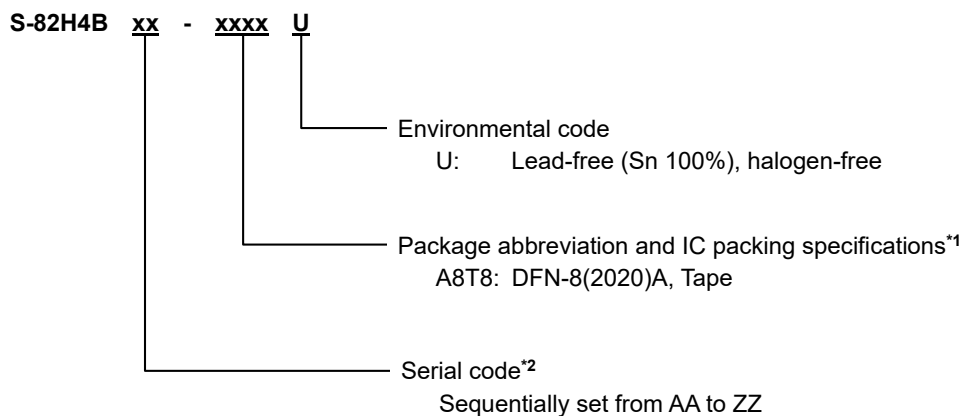 S-82H4B xx - xxxx U
Environmental code
U: Lead-free (Sn 100%), halogen-free
Package abbreviation and IC packing specifications*1
A8T8: DFN-8(2020)A, Tape
Serial code*2
Sequentially set from AA to ZZ